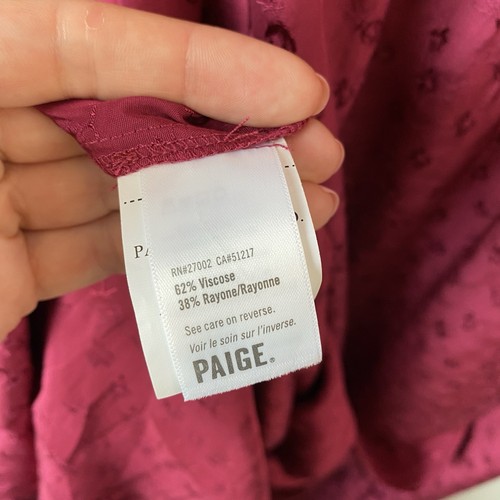 RN#27002 CA#51217
62% Viscose
38% Rayone/Rayonne
See care on reverse.
Voir le soin sur l'inverse.
PAIGE®